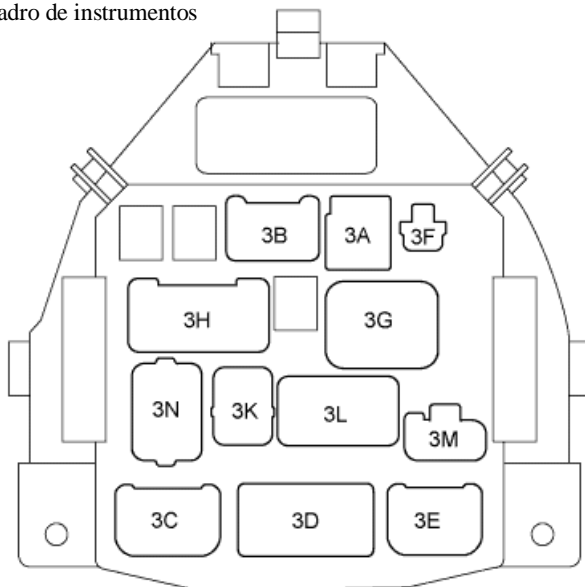 adro de instrumentos
3B 3A 3F
3H 3G
3N 3K 3L 3M
3C 3D 3E